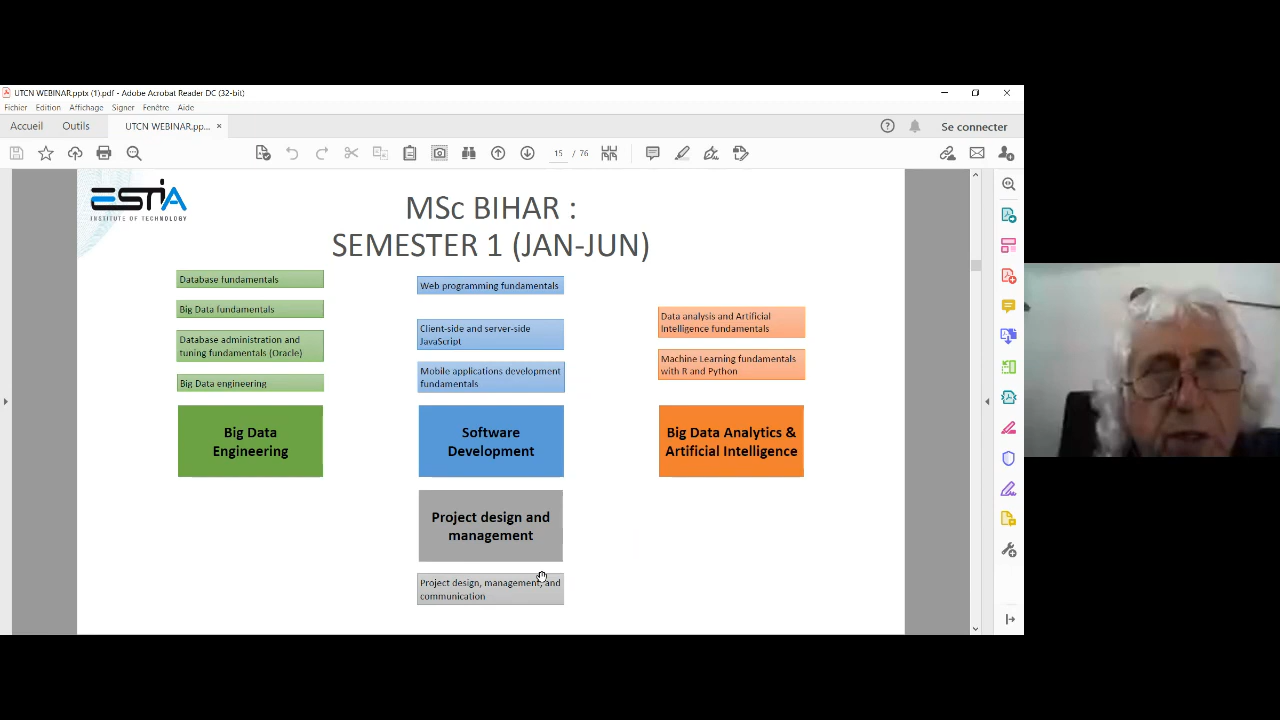 UTCN WEBINAR.pptx (1).pdf - Adobe Acrobat Reader DC (32-bit)
Fichier Edition Affichage Signer Fenêtre Aide
Accueil Outils UTCN WEBINAR.pp... × Se connecter
15 / 76
ESTIA
INSTITUTE OF TECHNOLOGY
MSc BIHAR :
SEMESTER 1 (JAN-JUN)
Database fundamentals
Big Data fundamentals
Database administration and
tuning fundamentals (Oracle)
Big Data engineering
Big Data
Engineering
Web programming fundamentals
Client-side and server-side
JavaScript
Mobile applications development
fundamentals
Software
Development
Data analysis and Artificial
Intelligence fundamentals
Machine Learning fundamentals
with R and Python
Big Data Analytics &
Artificial Intelligence
Project design and
management
Project design, management, and
communication